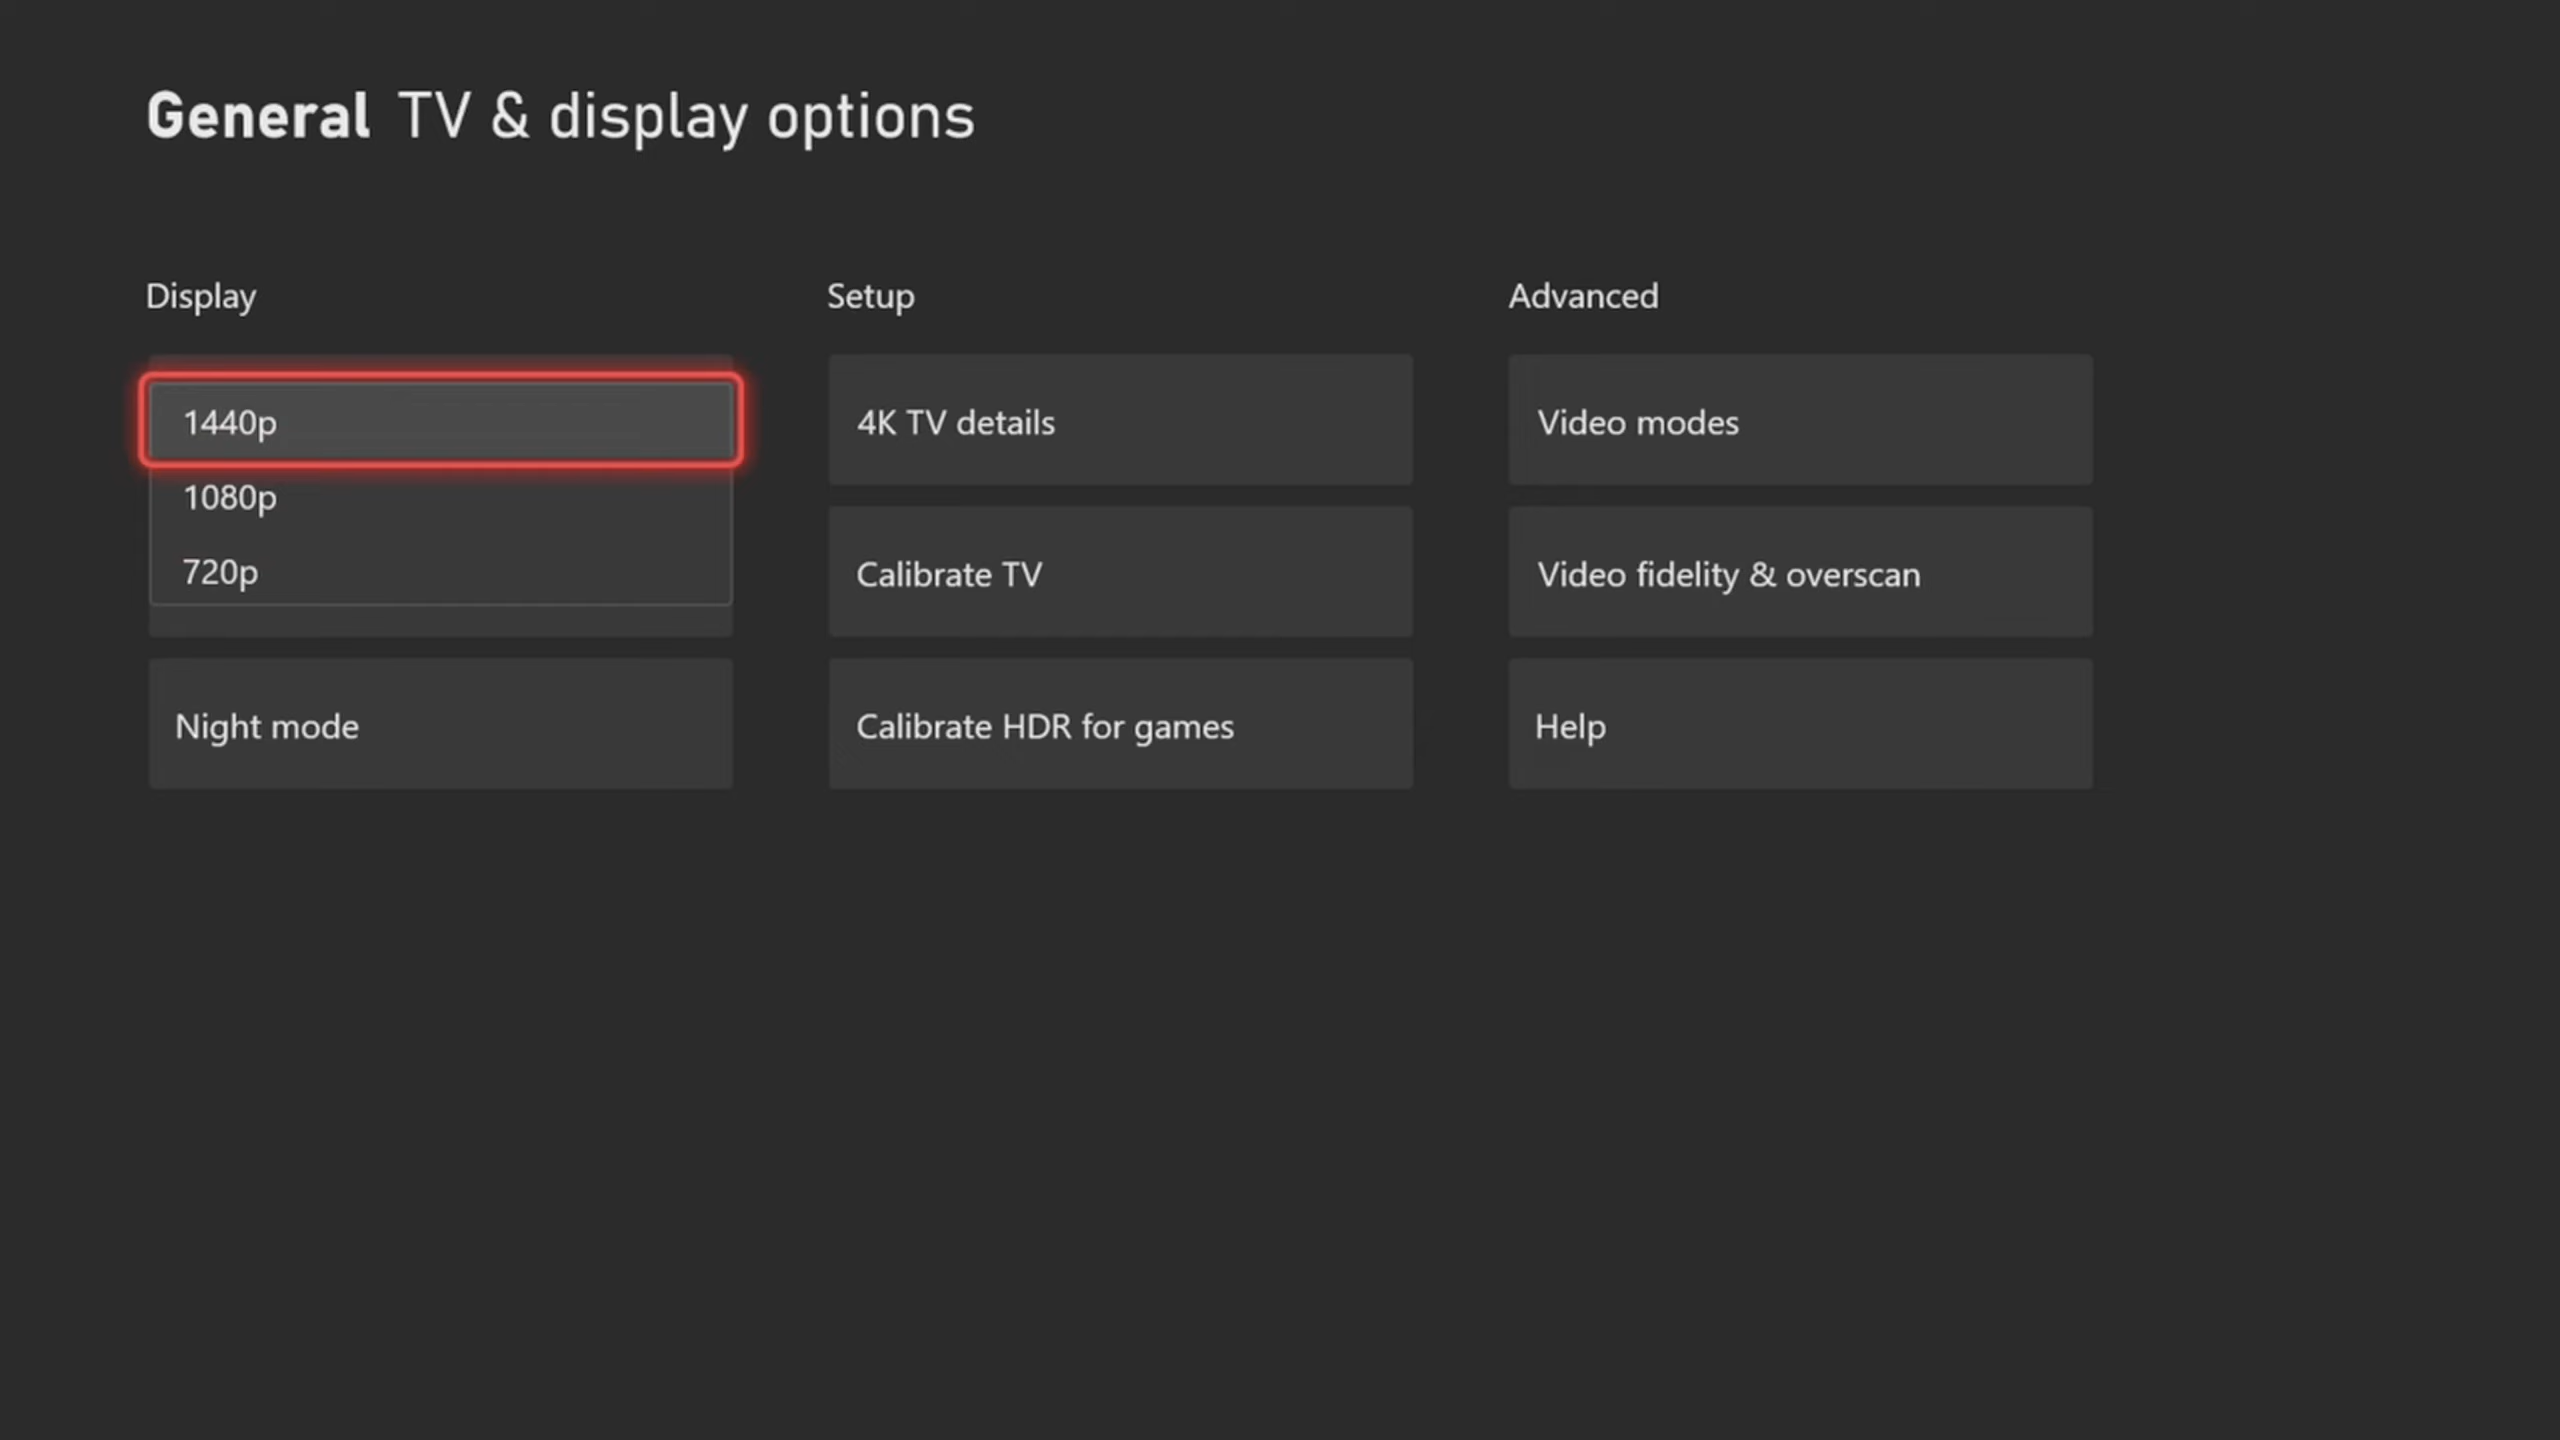 General TV & display options
Display
1440p
1080p
720p
Night mode
Setup
4K TV details
Calibrate TV
Calibrate HDR for games
Advanced
Video modes
Video fidelity & overscan
Help